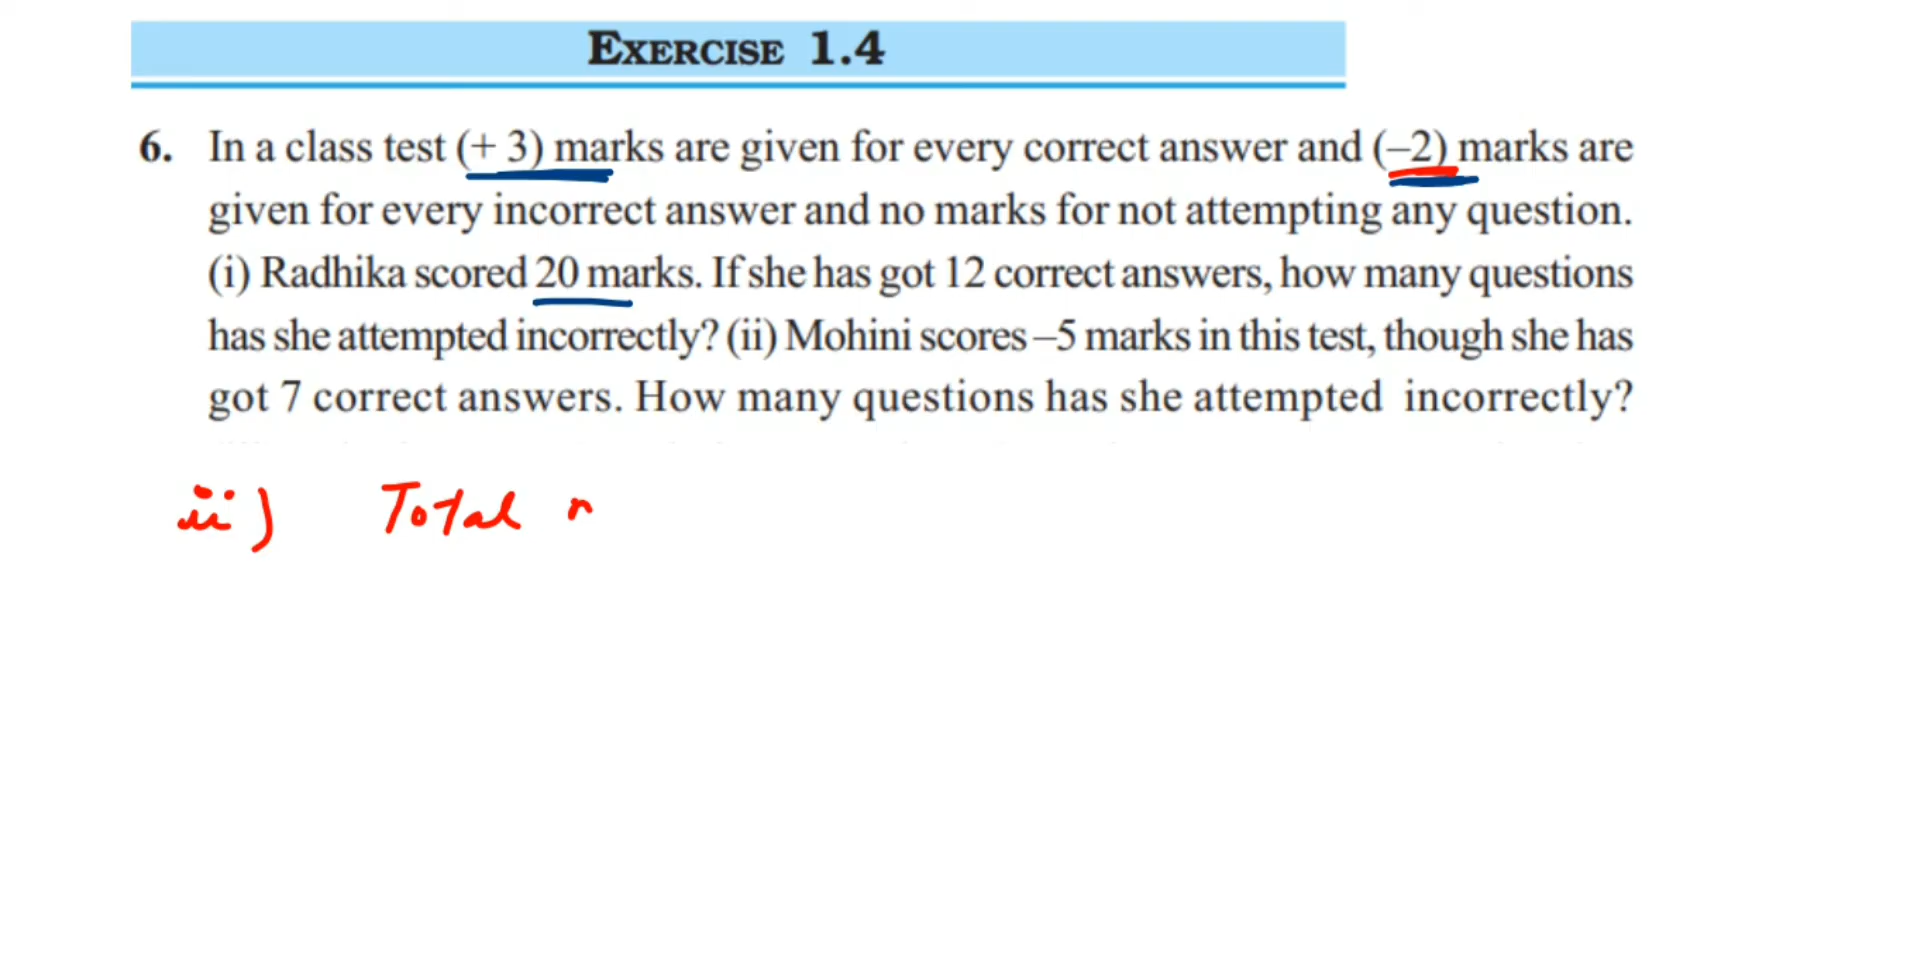 EXERCISE 1.4
6. In a class test (+ 3) marks are given for every correct answer and (–2) marks are
given for every incorrect answer and no marks for not attempting any question.
(i) Radhika scored 20 marks. If she has got 12 correct answers, how many questions
has she attempted incorrectly? (ii) Mohini scores –5 marks in this test, though she has
got 7 correct answers. How many questions has she attempted incorrectly?
ii) Total